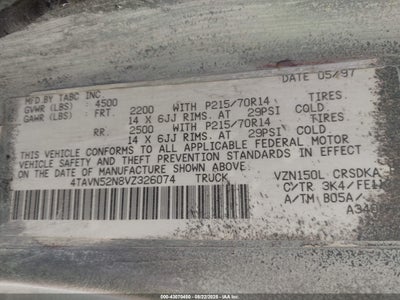 DATE 05/97
MFD BY TABC INC
GVWR (LBS) : 4500
GAWR (LBS) : FRT. 2200 WITH P215/70R14 TIRES
14 X 6JJ RIMS. AT 29PSI COLD.
RR. 2500 WITH P215/70R14 TIRES
14 X 6JJ RIMS. AT 29PSI COLD.
THIS VEHICLE CONFORMS TO ALL APPLICABLE FEDERAL MOTOR
VEHICLE SAFETY AND THEFT PREVENTION STANDARDS IN EFFECT
ON THE DATE OF MANUFACTURE SHOWN ABOVE.
4TAVN52N8VZ326074 TRUCK
VZN150L CRSDKA
C/TR 3K4/FE12
A/TM B05A/
A340
000-43070450 - 08/22/2025 - IAA Inc.